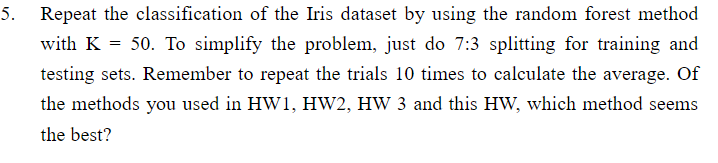 5. Repeat the classification of the Iris dataset by using the random forest method
with K = 50. To simplify the problem, just do 7:3 splitting for training and
testing sets. Remember to repeat the trials 10 times to calculate the average. Of
the methods you used in HW1, HW2, HW 3 and this HW, which method seems
the best?